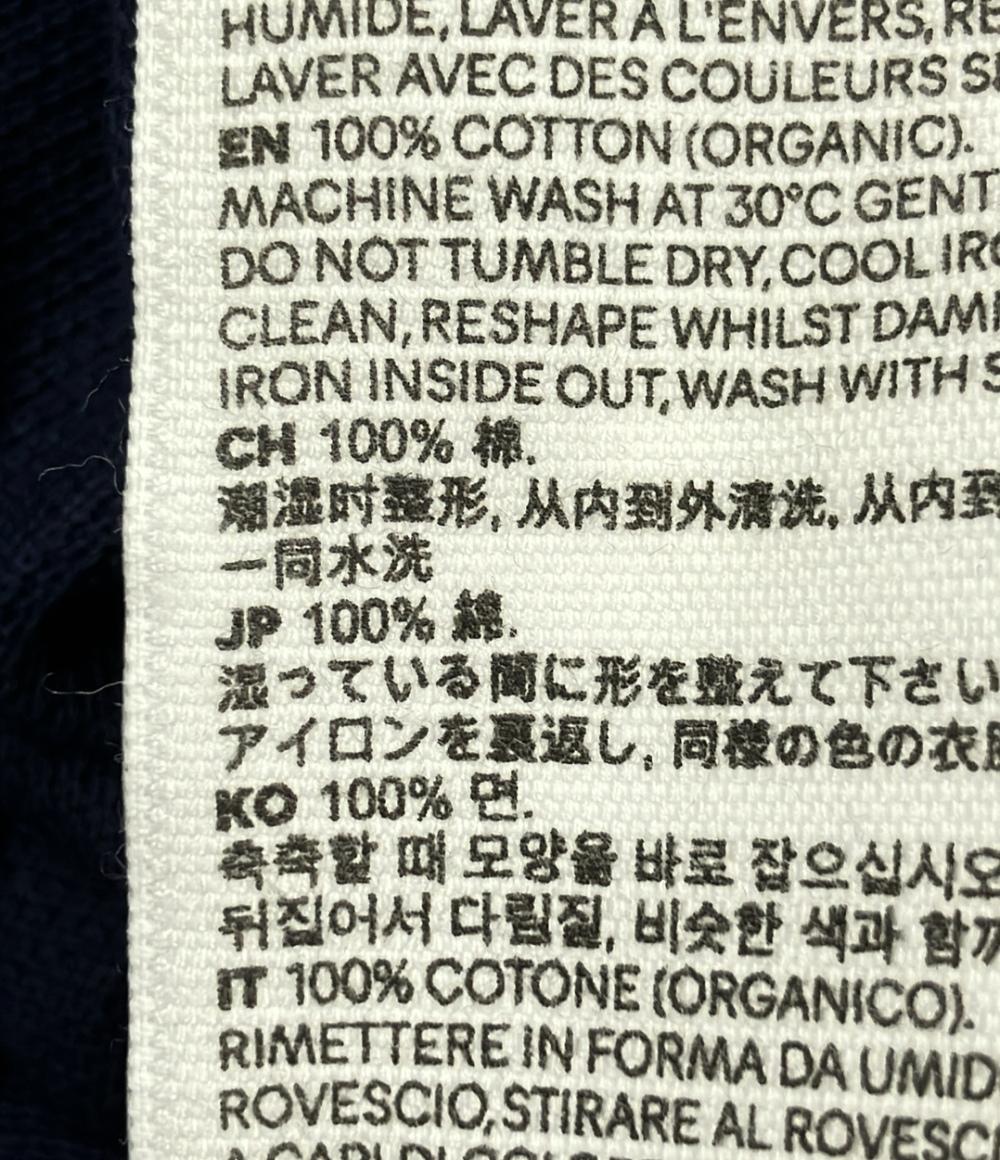 HUMIDE, LAVER A L'ENVERS, RE
LAVER AVEC DES COULEURS S
EN 100% COTTON (ORGANIC).
MACHINE WASH AT 30°C GENT
DO NOT TUMBLE DRY, COOL IRO
CLEAN, RESHAPE WHILST DAM
IRON INSIDE OUT, WASH WITH S
CH 100% 棉.
潮湿时整形, 从内到外清洗, 从内到
一同水洗
JP 100% 綿.
湿っている間に形を整えて下さい
アイロンを裏返し, 同様の色の衣服
KO 100% 면.
축축할 때 모양을 바로 잡으십시오
뒤집어서 다림질, 비슷한 색과 함께
IT 100% COTONE (ORGANICO).
RIMETTERE IN FORMA DA UMID
ROVESCIO, STIRARE AL ROVESCI